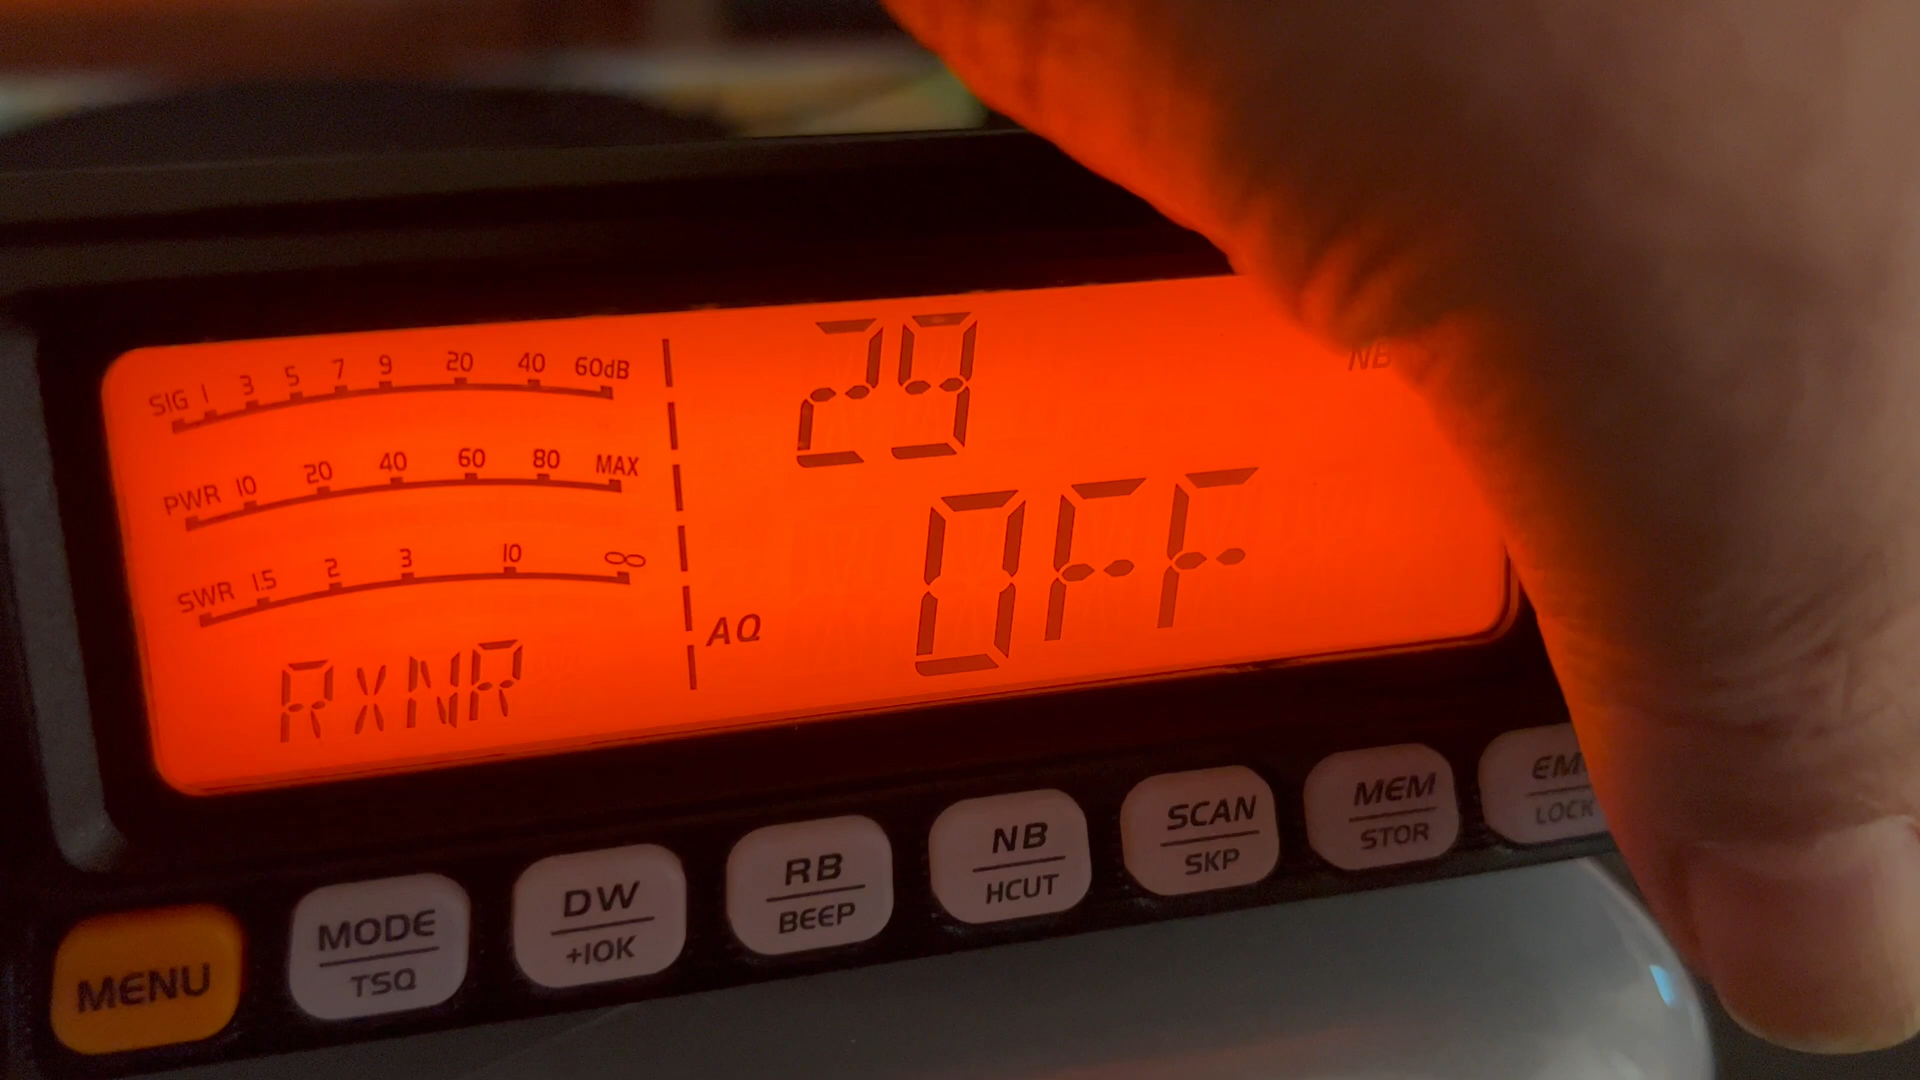 SIG 1 3 5 7 9 20 40 60dB
29
NB
PWR 10 20 40 60 80 MAX
OFF
SWR 1.5 2 3 10 ∞
AQ
RXNR
MENU
MODE
TSQ
DW
+10K
RB
BEEP
NB
HCUT
SCAN
SKP
MEM
STOR
LOCK